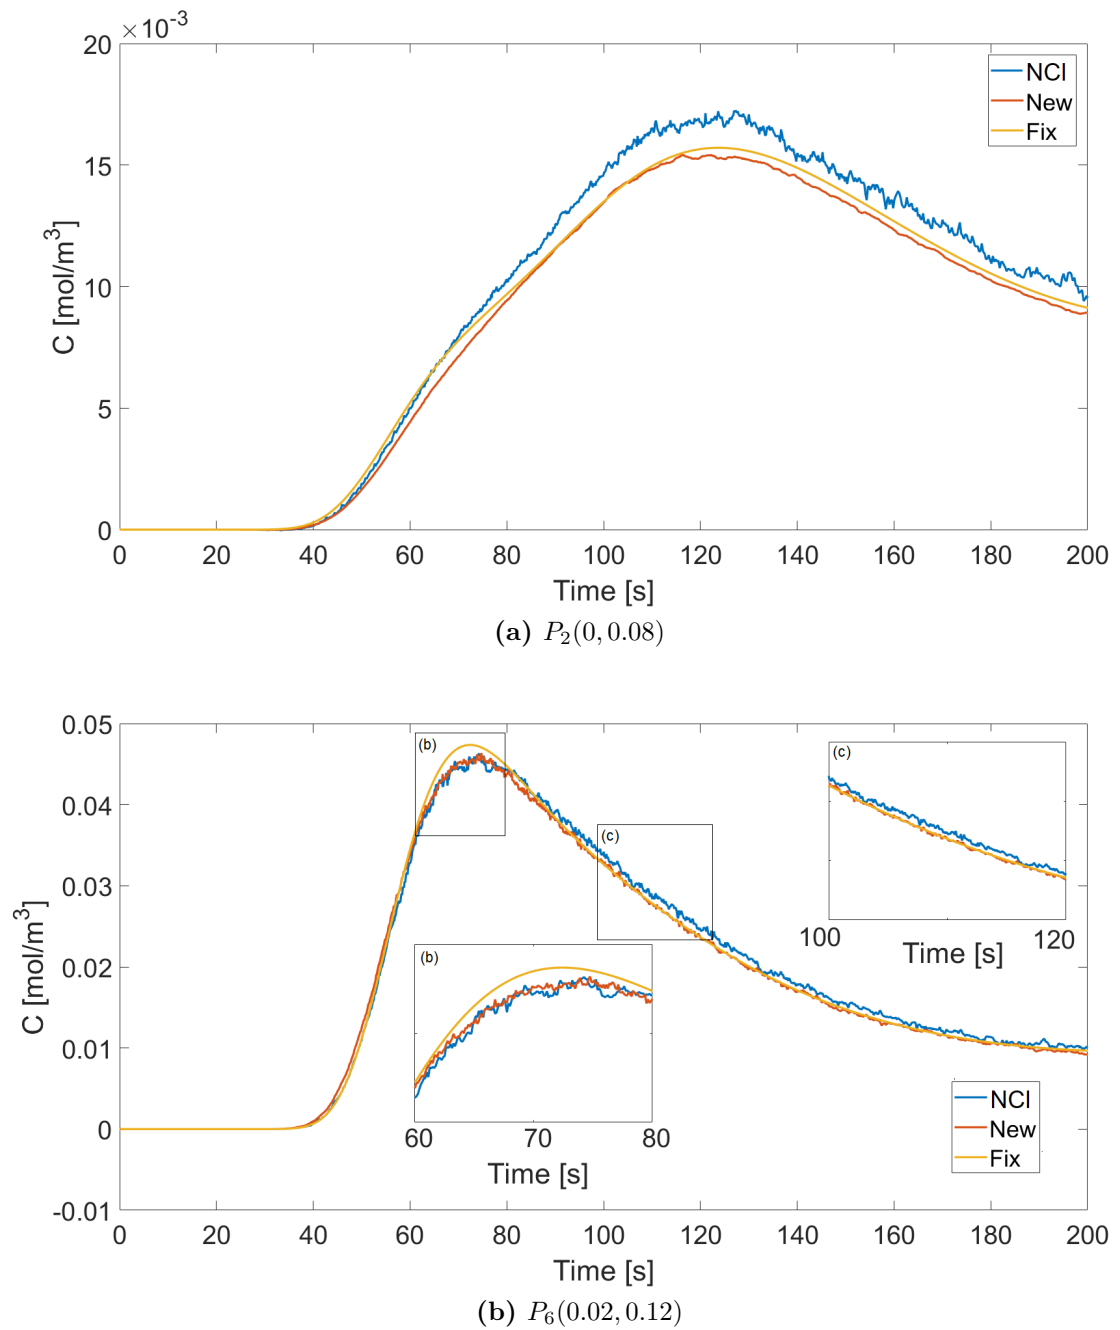 ×10⁻³
20
15
10
5
0
C [mol/m³]
NCI
New
Fix
0 20 40 60 80 100 120 140 160 180 200
Time [s]
(a) P₂(0, 0.08)
0.05
0.04
0.03
0.02
0.01
0
-0.01
C [mol/m³]
(b)
(c)
(c)
100 120
Time [s]
(b)
60 70 80
Time [s]
NCI
New
Fix
0 20 40 60 80 100 120 140 160 180 200
Time [s]
(b) P₆(0.02, 0.12)